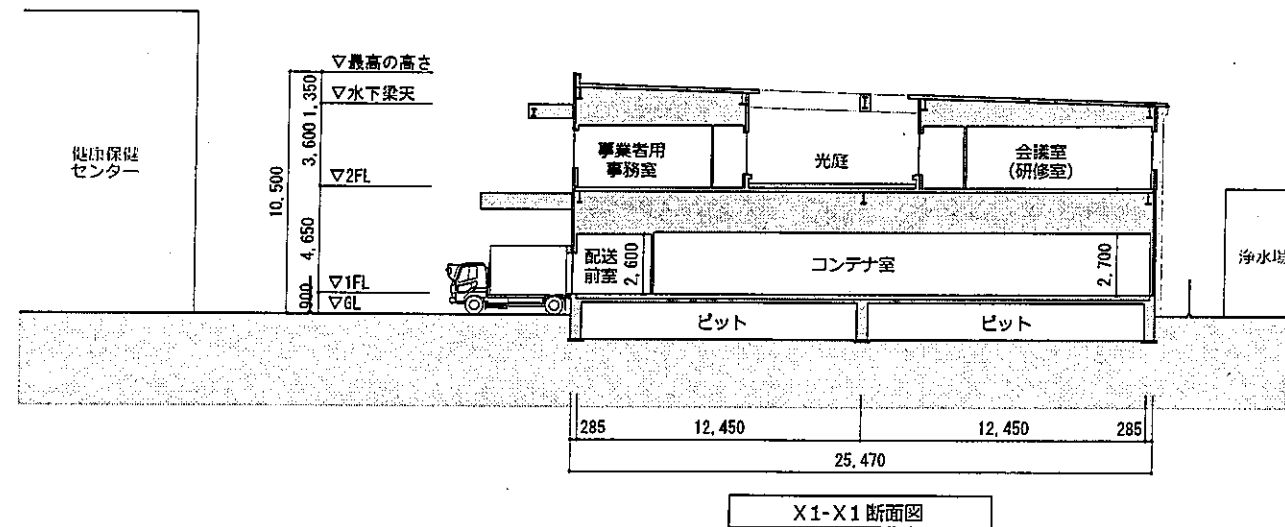 ▽最高の高さ
1,350
▽水下梁天
3,600
健康保健
センター
10,500
▽2FL
4,650
▽1FL
900
▽GL
事業者用
事務室
光庭
会議室
(研修室)
配送
前室
2,600
コンテナ室
2,700
浄水場
ピット
ピット
285
12,450
12,450
285
25,470
X1-X1断面図